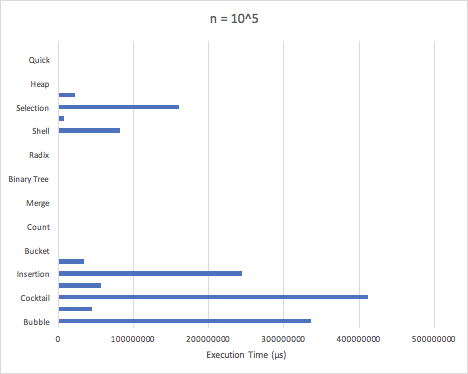 n = 10^5
Quick
Heap
Selection
Shell
Radix
Binary Tree
Merge
Count
Bucket
Insertion
Cocktail
Bubble
0 100000000 200000000 300000000 400000000 500000000
Execution Time (µs)